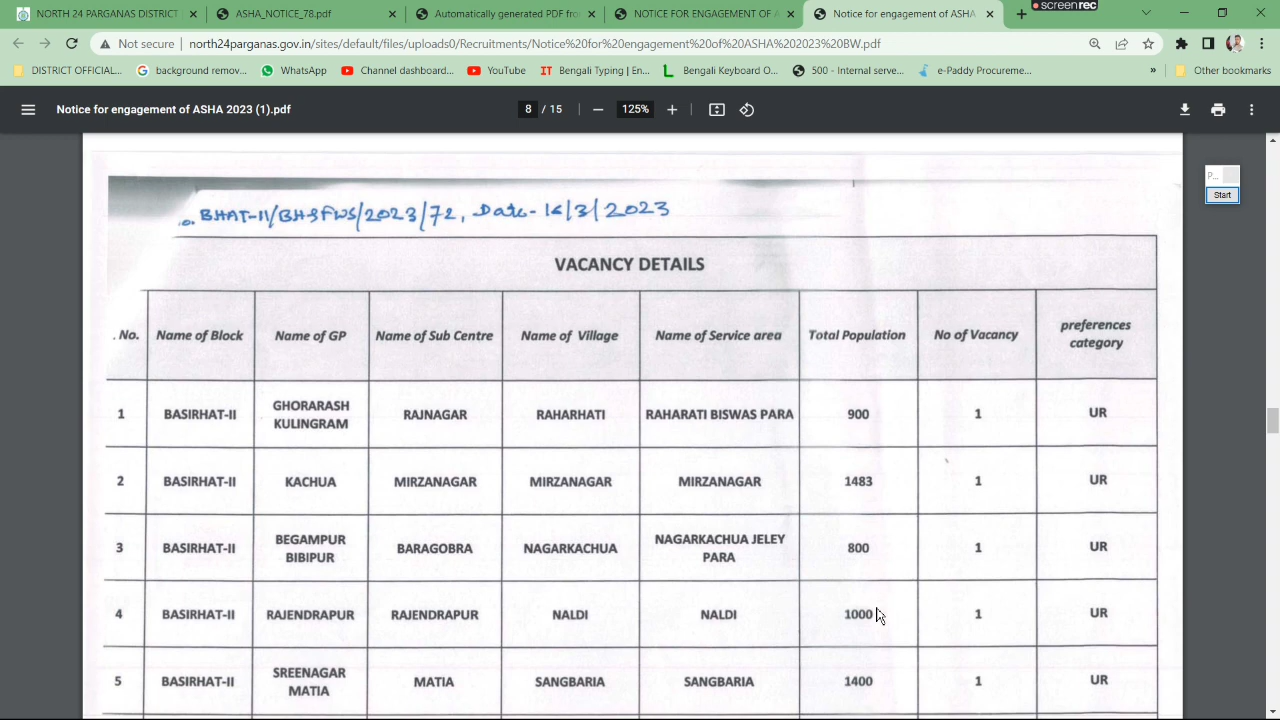 NORTH 24 PARGANAS DISTRICT
ASHA_NOTICE_78.pdf
Automatically generated PDF fro
NOTICE FOR ENGAGEMENT OF A
Notice for engagement of ASHA
screenrec
Not secure north24parganas.gov.in/sites/default/files/uploads0/Recruitments/Notice%20for%20engagement%20of%20ASHA%202023%20BW.pdf
DISTRICT OFFICIAL... background remov... WhatsApp Channel dashboard... YouTube IT Bengali Typing | En... Bengali Keyboard O... 500 - Internal serve... e-Paddy Procureme... » Other bookmarks
Notice for engagement of ASHA 2023 (1).pdf 8 / 15 125%
P...
Start
o. BHAT-II/BHSFWS/2023/72, Date- 16/3/2023
VACANCY DETAILS
. No. Name of Block Name of GP Name of Sub Centre Name of Village Name of Service area Total Population No of Vacancy preferences category
1 BASIRHAT-II GHORARASH KULINGRAM RAJNAGAR RAHARHATI RAHARATI BISWAS PARA 900 1 UR
2 BASIRHAT-II KACHUA MIRZANAGAR MIRZANAGAR MIRZANAGAR 1483 1 UR
3 BASIRHAT-II BEGAMPUR BIBIPUR BARAGOBRA NAGARKACHUA NAGARKACHUA JELEY PARA 800 1 UR
4 BASIRHAT-II RAJENDRAPUR RAJENDRAPUR NALDI NALDI 1000 1 UR
5 BASIRHAT-II SREENAGAR MATIA MATIA SANGBARIA SANGBARIA 1400 1 UR